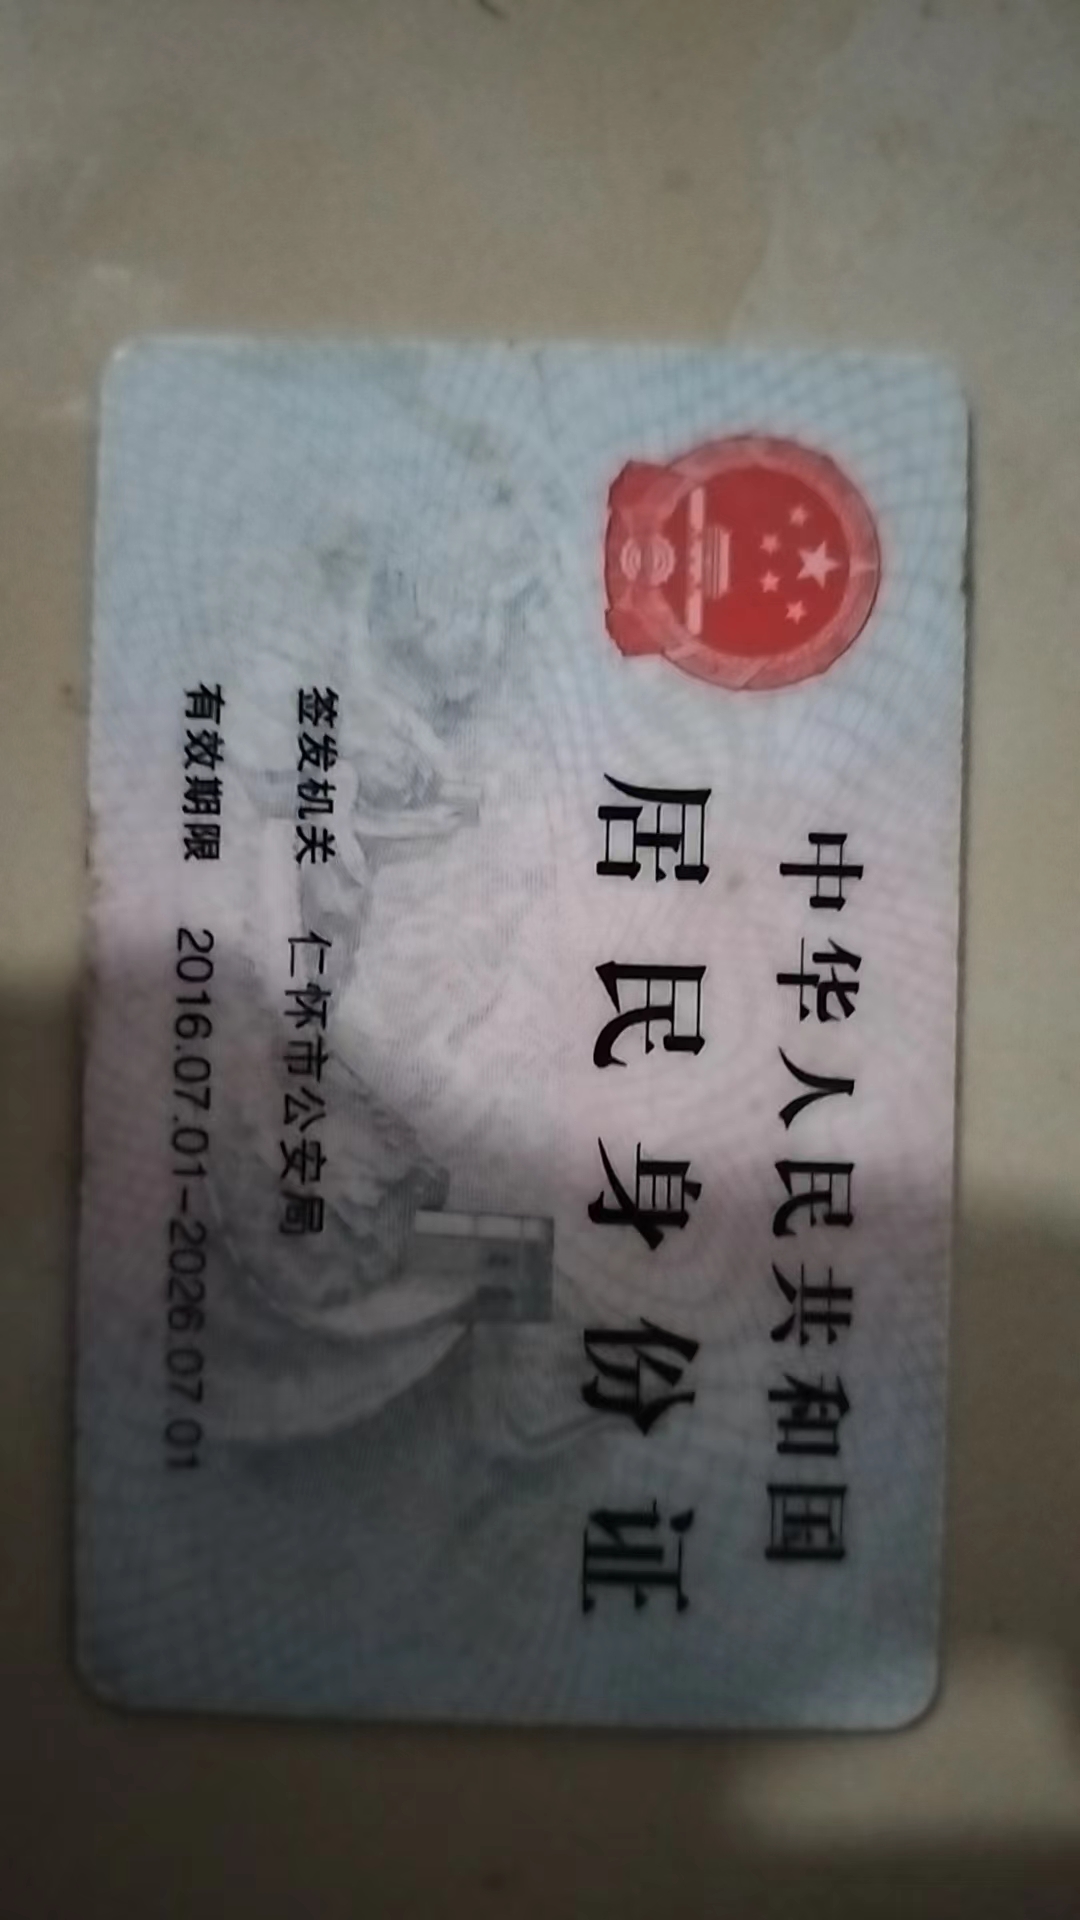 中华人民共和国
居民身份证
签发机关 仁怀市公安局
有效期限 2016.07.01-2026.07.01